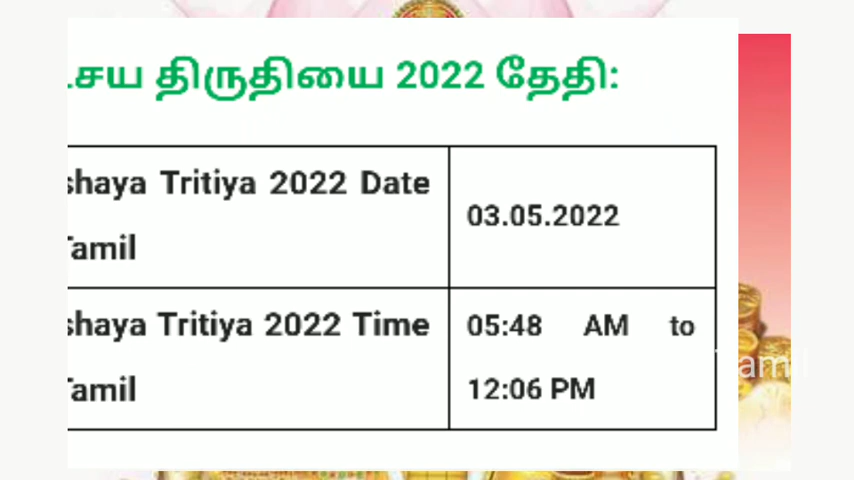 .சய திருதியை 2022 தேதி:
shaya Tritiya 2022 Date
Tamil
03.05.2022
shaya Tritiya 2022 Time
Tamil
05:48 AM to
12:06 PM
Tamil